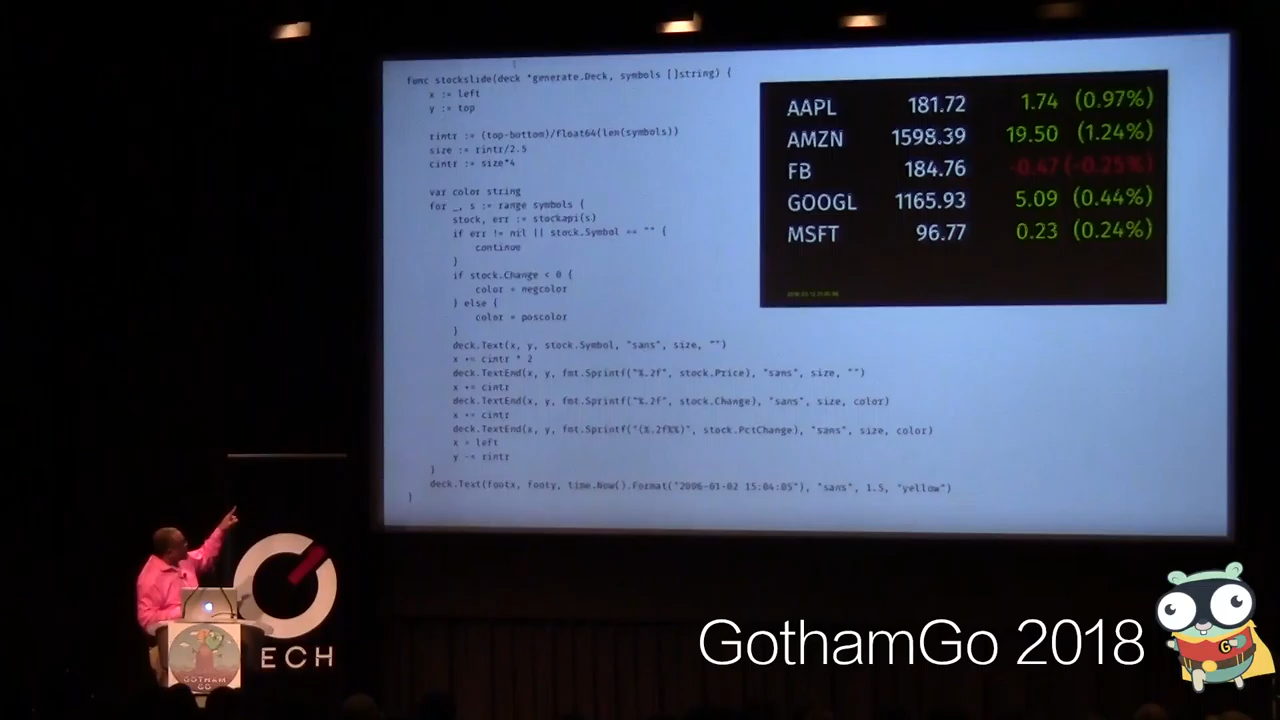 func stockslide(deck *generate.Deck, symbols []string) {
x := left
y := top
rintr := (top-bottom)/float64(len(symbols))
size := rintr/2.5
cintr := size*4
var color string
for _, s := range symbols {
stock, err := stockapi(s)
if err != nil || stock.Symbol == "" {
continue
}
if stock.Change < 0 {
color = negcolor
} else {
color = poscolor
}
deck.Text(x, y, stock.Symbol, "sans", size, "")
x += cintr * 2
deck.TextEnd(x, y, fmt.Sprintf("%.2f", stock.Price), "sans", size, "")
x += cintr
deck.TextEnd(x, y, fmt.Sprintf("%.2f", stock.Change), "sans", size, color)
x += cintr
deck.TextEnd(x, y, fmt.Sprintf("(%.2f%%)", stock.PctChange), "sans", size, color)
x = left
y -= rintr
}
deck.Text(footx, footy, time.Now().Format("2006-01-02 15:04:05"), "sans", 1.5, "yellow")
}
AAPL 181.72 1.74 (0.97%)
AMZN 1598.39 19.50 (1.24%)
FB 184.76 -0.47 (-0.25%)
GOOGL 1165.93 5.09 (0.44%)
MSFT 96.77 0.23 (0.24%)
ECH
GOTHAM
GO
GothamGo 2018
G